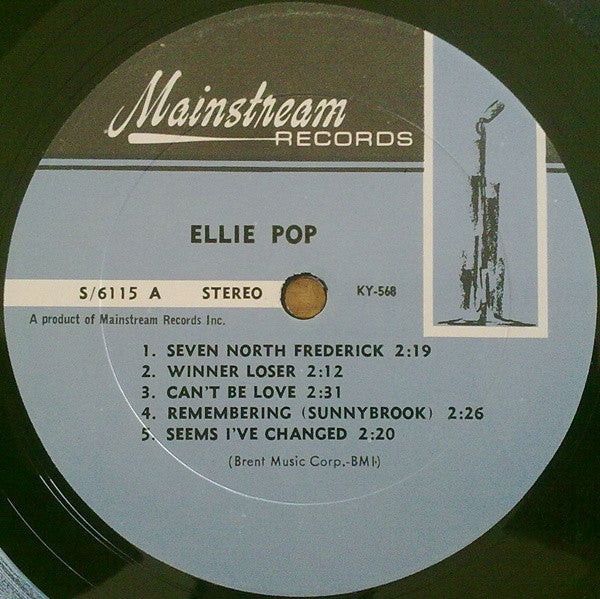 Mainstream
RECORDS
ELLIE POP
S/6115 A STEREO KY-568
A product of Mainstream Records Inc.
1. SEVEN NORTH FREDERICK 2:19
2. WINNER LOSER 2:12
3. CAN'T BE LOVE 2:31
4. REMEMBERING (SUNNYBROOK) 2:26
5. SEEMS I'VE CHANGED 2:20
(Brent Music Corp.-BMI)